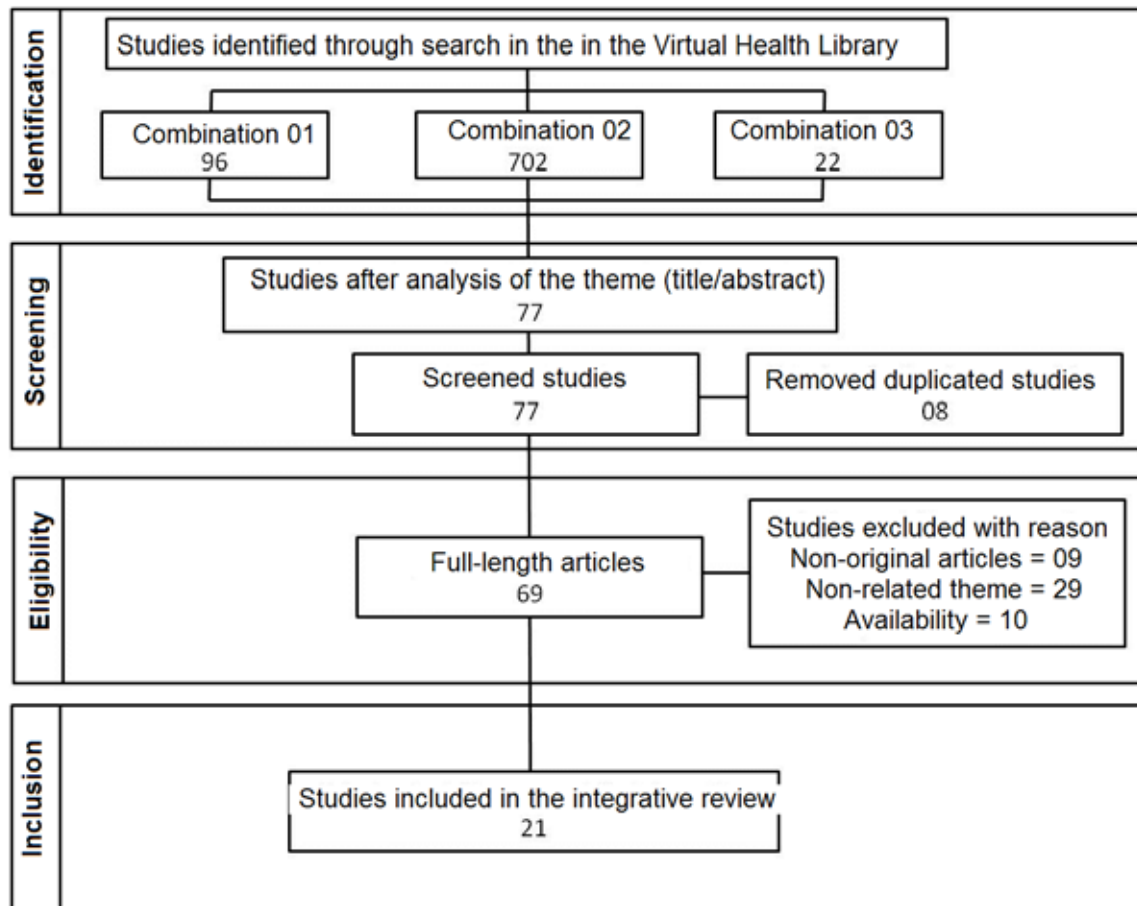 Identification
Studies identified through search in the in the Virtual Health Library
Combination 01
96
Combination 02
702
Combination 03
22
Screening
Studies after analysis of the theme (title/abstract)
77
Screened studies
77
Removed duplicated studies
08
Eligibility
Full-length articles
69
Studies excluded with reason
Non-original articles = 09
Non-related theme = 29
Availability = 10
Inclusion
Studies included in the integrative review
21